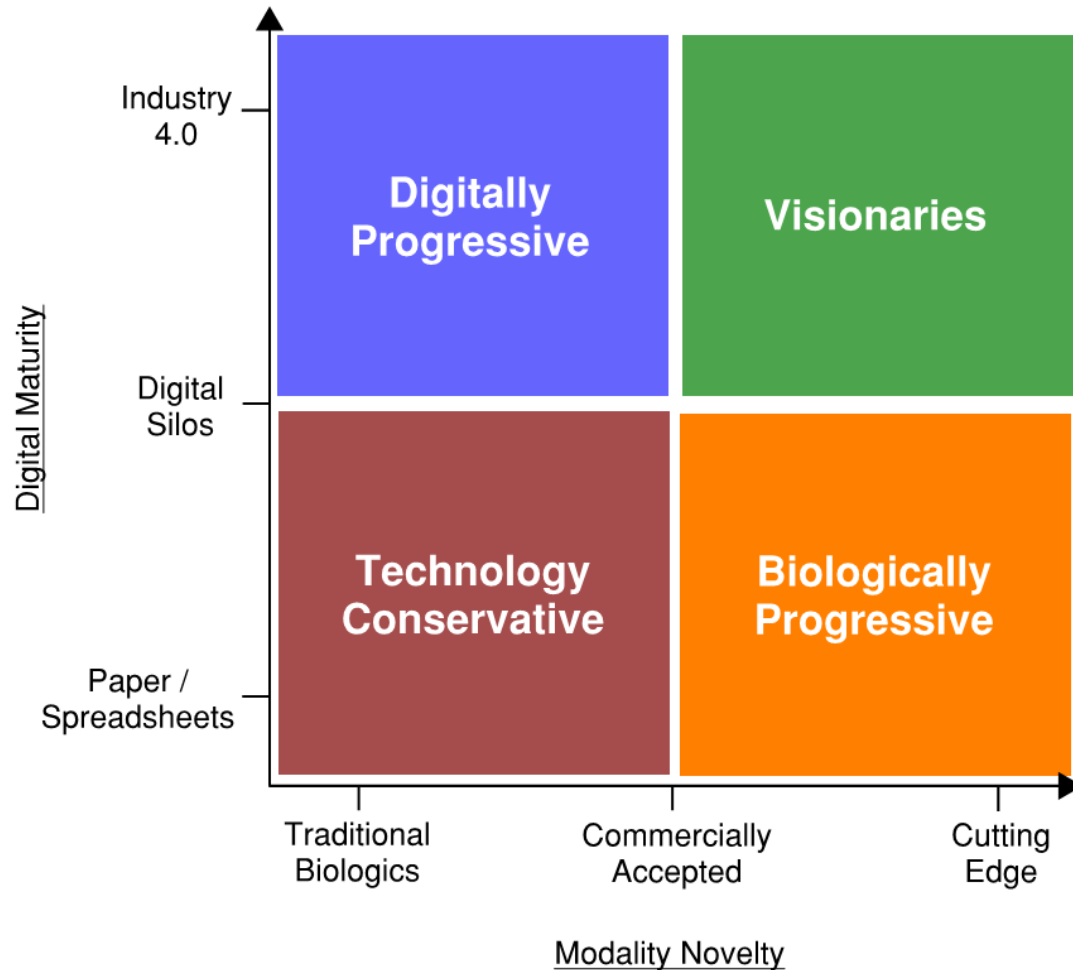 Industry
4.0
Digitally
Progressive
Visionaries
Digital Maturity
Digital
Silos
Technology
Conservative
Biologically
Progressive
Paper /
Spreadsheets
Traditional
Biologics
Commercially
Accepted
Cutting
Edge
Modality Novelty